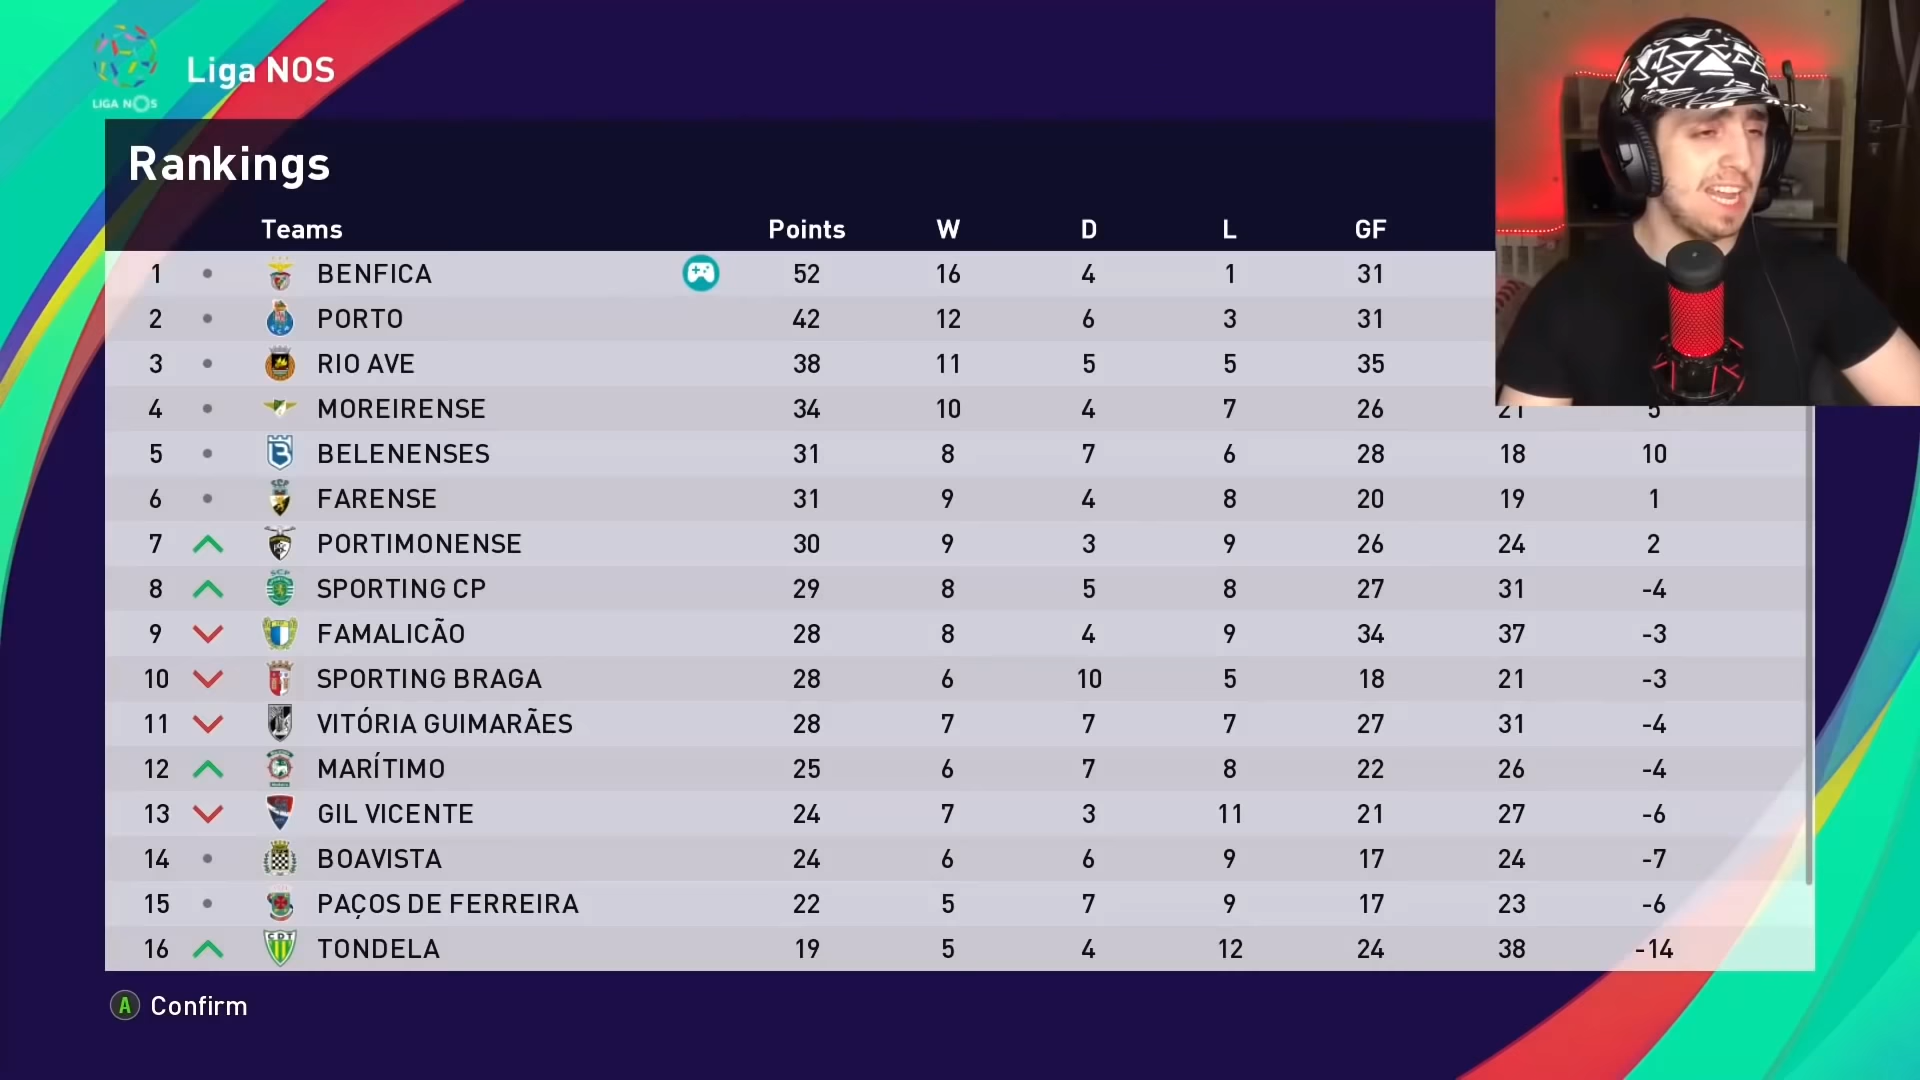 LIGA NOS
Liga NOS
Rankings
Teams Points W D L GF
1 BENFICA 52 16 4 1 31
2 PORTO 42 12 6 3 31
3 RIO AVE 38 11 5 5 35
4 MOREIRENSE 34 10 4 7 26 21 5
5 BELENENSES 31 8 7 6 28 18 10
6 FARENSE 31 9 4 8 20 19 1
7 PORTIMONENSE 30 9 3 9 26 24 2
8 SPORTING CP 29 8 5 8 27 31 -4
9 FAMALICÃO 28 8 4 9 34 37 -3
10 SPORTING BRAGA 28 6 10 5 18 21 -3
11 VITÓRIA GUIMARÃES 28 7 7 7 27 31 -4
12 MARÍTIMO 25 6 7 8 22 26 -4
13 GIL VICENTE 24 7 3 11 21 27 -6
14 BOAVISTA 24 6 6 9 17 24 -7
15 PAÇOS DE FERREIRA 22 5 7 9 17 23 -6
16 TONDELA 19 5 4 12 24 38 -14
A Confirm